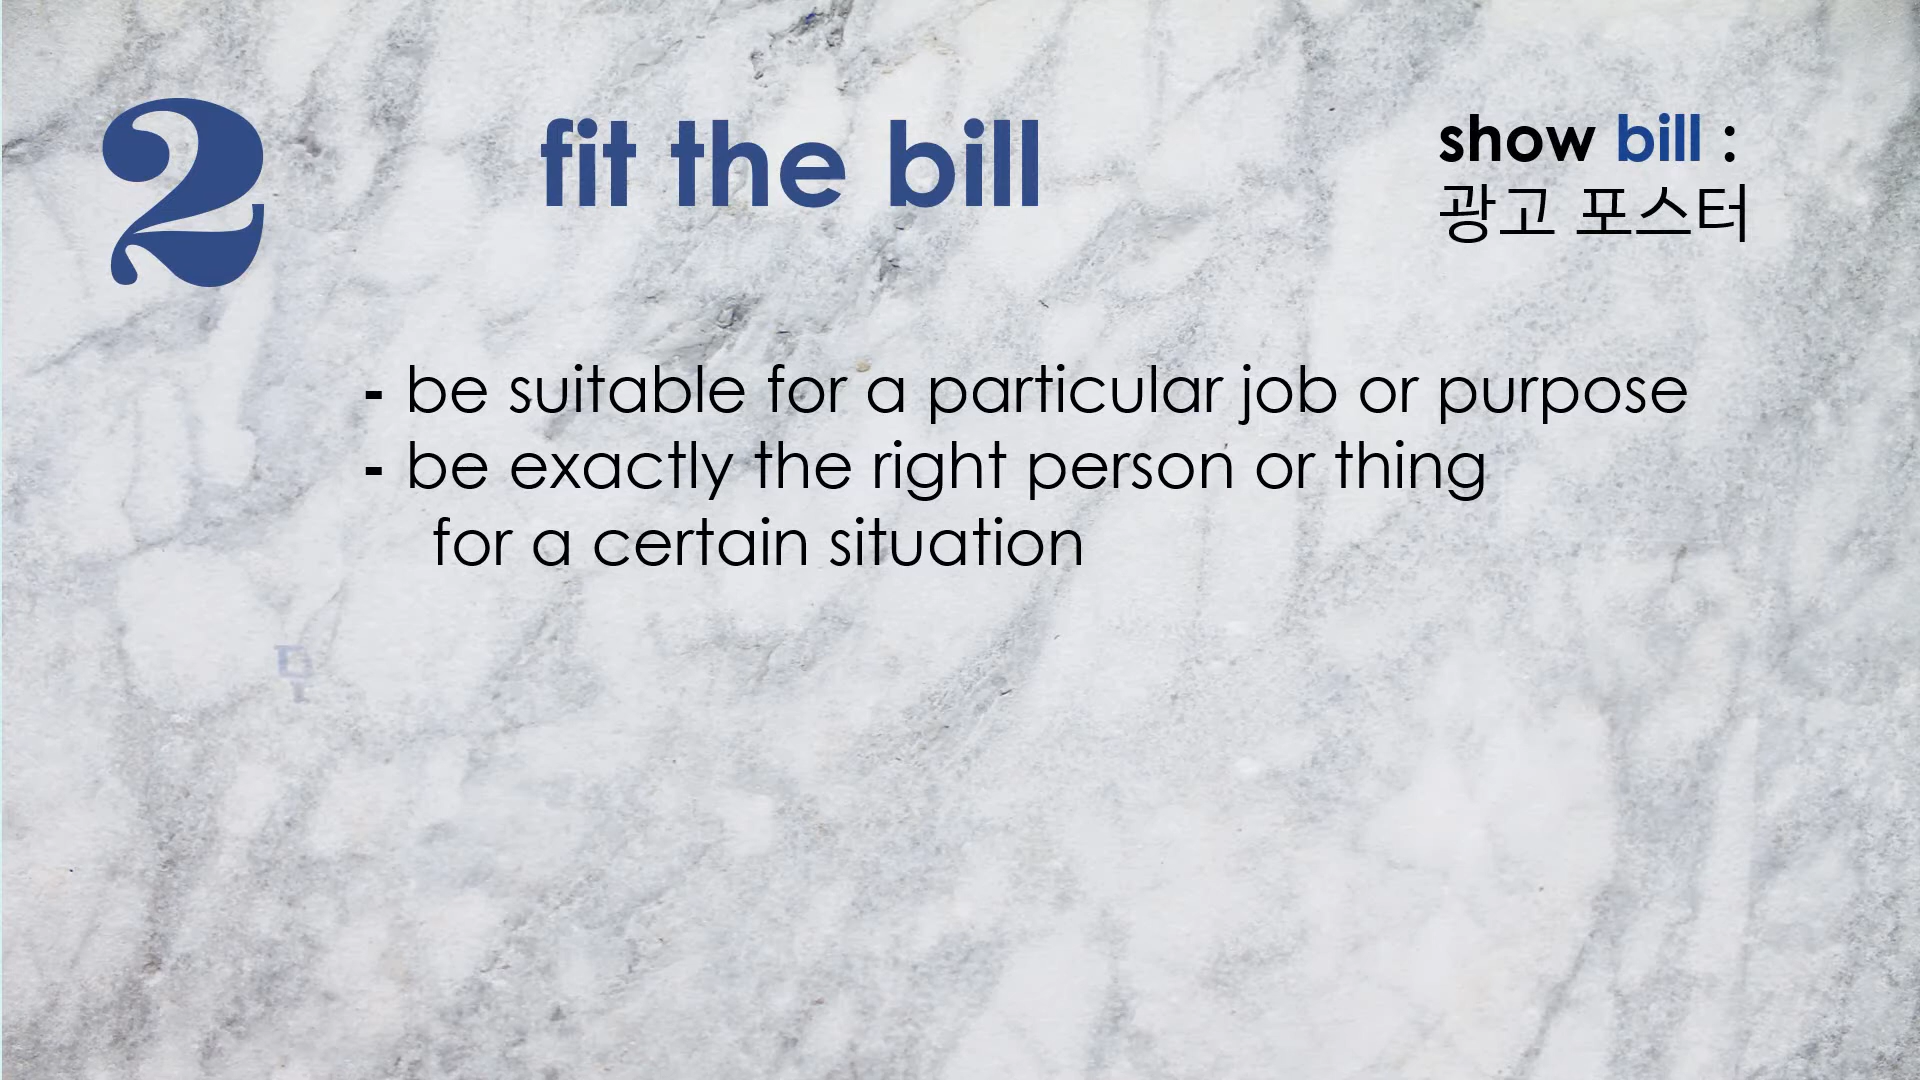 2
fit the bill
show bill :
광고 포스터
- be suitable for a particular job or purpose
- be exactly the right person or thing
for a certain situation